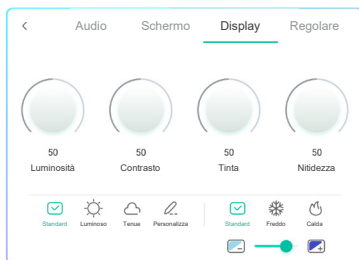 Audio Schermo Display Regolare
50 50 50 50
Luminosità Contrasto Tinta Nitidezza
Standard Luminoso Tenue Personalizza Standard Freddo Calda